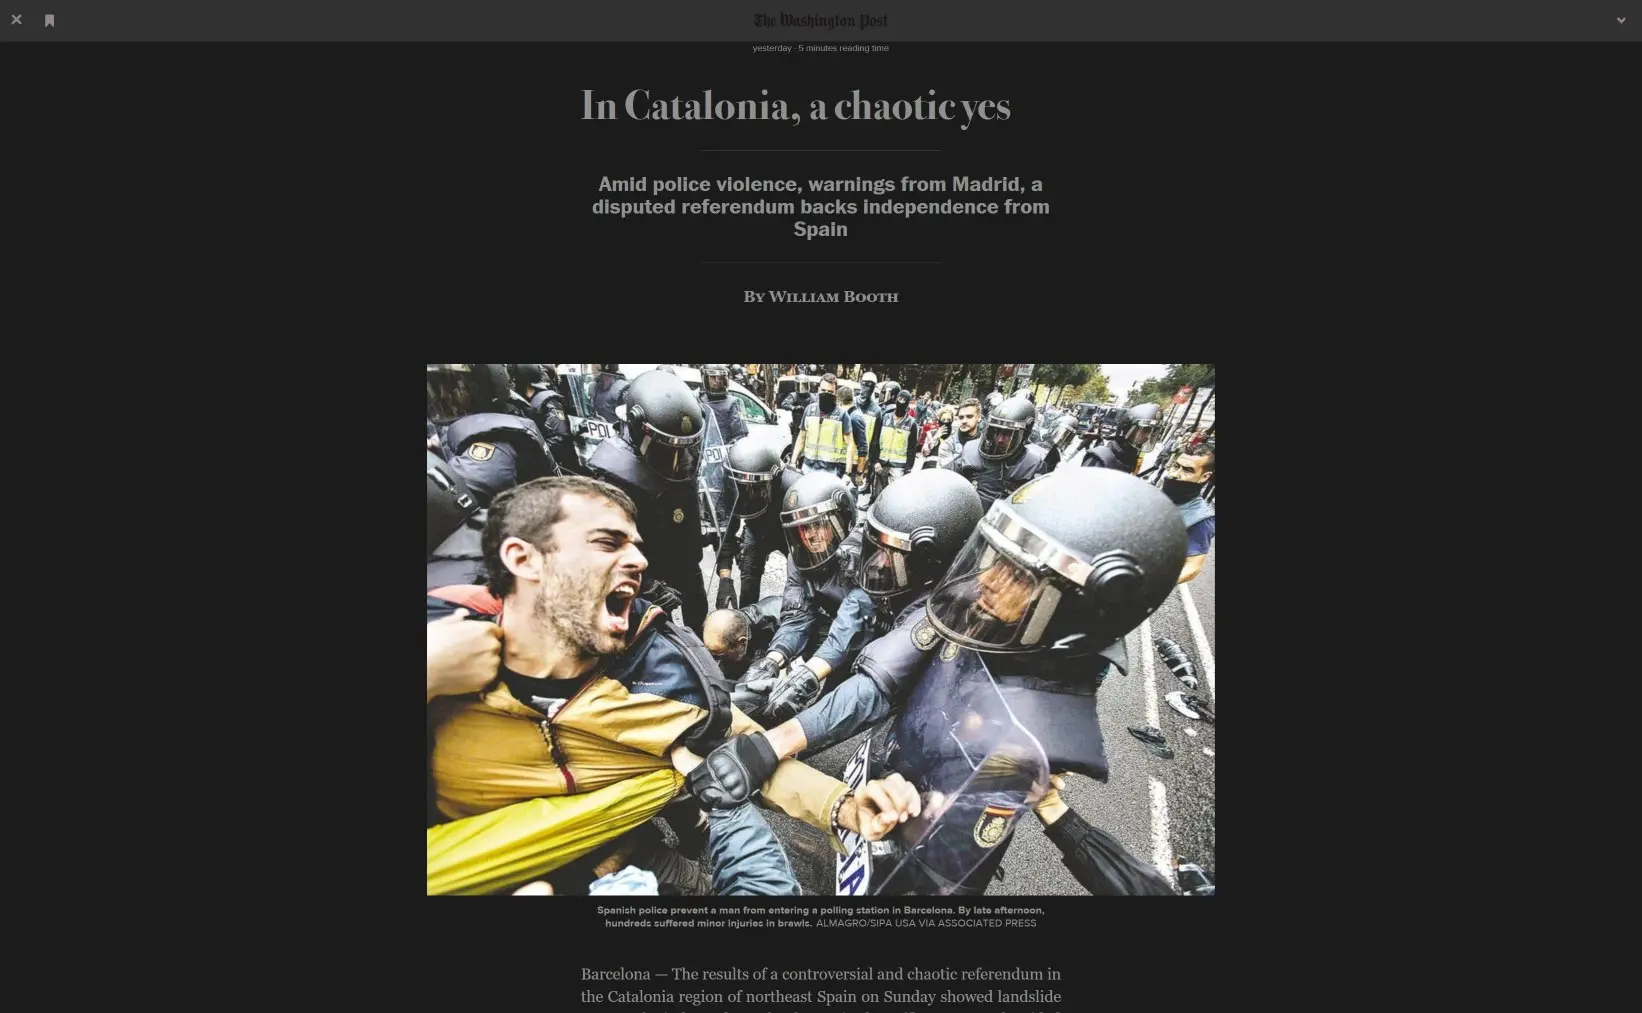 The Washington Post
yesterday · 5 minutes reading time
In Catalonia, a chaotic yes
Amid police violence, warnings from Madrid, a
disputed referendum backs independence from
Spain
By William Booth
POLI
POL
Spanish police prevent a man from entering a polling station in Barcelona. By late afternoon,
hundreds suffered minor injuries in brawls. ALMAGRO/SIPA USA VIA ASSOCIATED PRESS
Barcelona — The results of a controversial and chaotic referendum in
the Catalonia region of northeast Spain on Sunday showed landslide